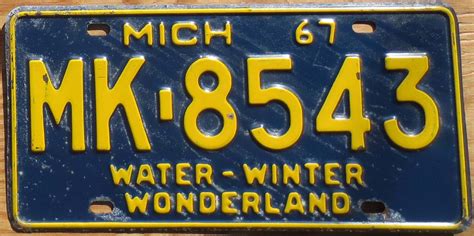 MICH 67
MK-8543
WATER-WINTER
WONDERLAND